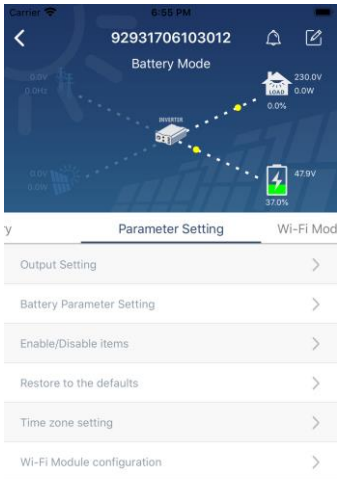 Carrier 6:55 PM
92931706103012
Battery Mode
0.0V
0.0Hz
230.0V
LOAD 0.0W
0.0%
INVERTER
0.0V
0.0W
47.9V
37.0%
y Parameter Setting Wi-Fi Mod
Output Setting
Battery Parameter Setting
Enable/Disable items
Restore to the defaults
Time zone setting
Wi-Fi Module configuration